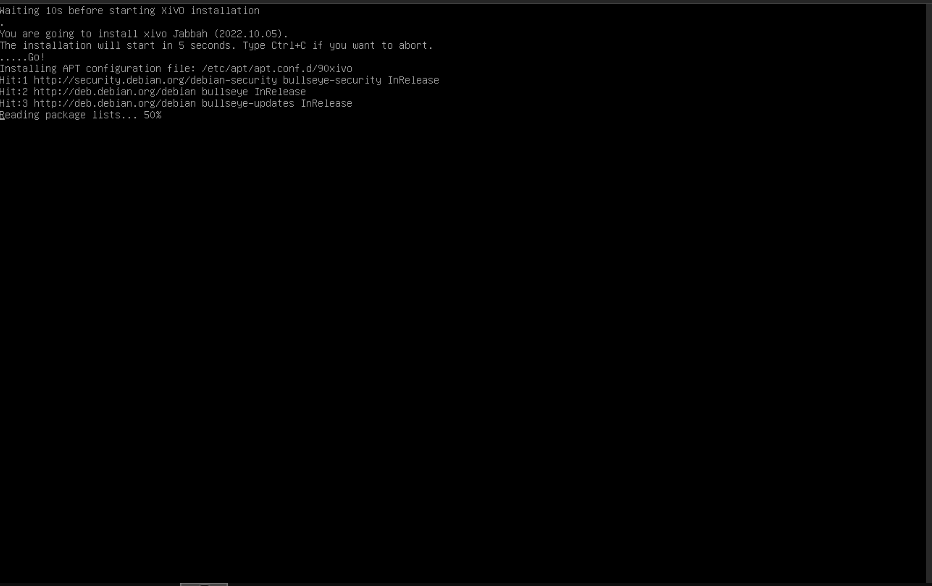 Waiting 10s before starting XiVO installation
.
You are going to install xivo Jabbah (2022.10.05).
The installation will start in 5 seconds. Type Ctrl+C if you want to abort.
.....Go!
Installing APT configuration file: /etc/apt/apt.conf.d/90xivo
Hit:1 http://security.debian.org/debian-security bullseye-security InRelease
Hit:2 http://deb.debian.org/debian bullseye InRelease
Hit:3 http://deb.debian.org/debian bullseye-updates InRelease
Reading package lists... 50%